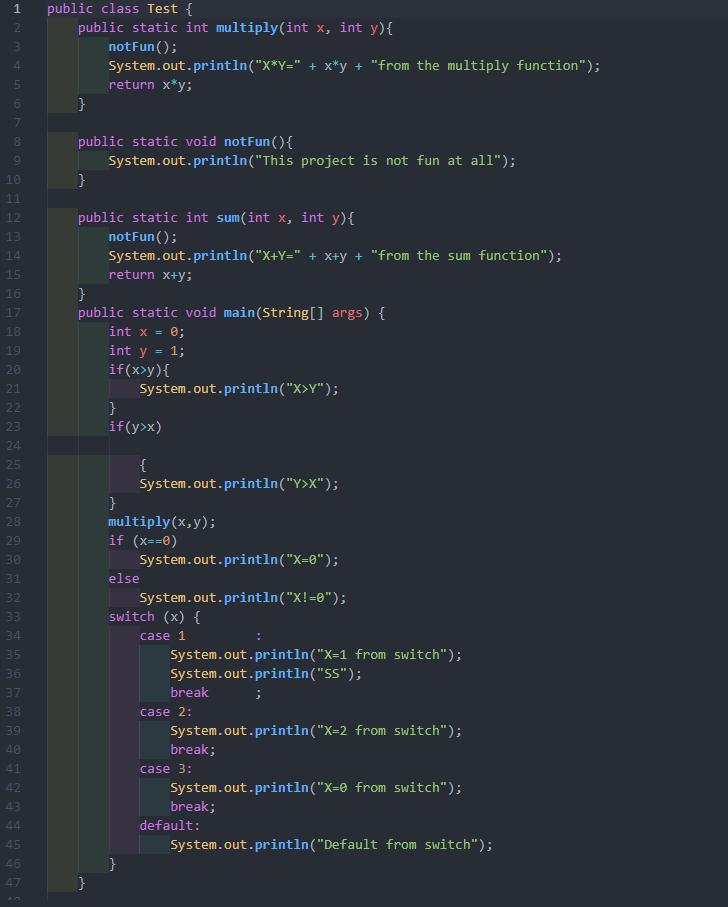 1 public class Test {
2 public static int multiply(int x, int y){
3 notFun();
4 System.out.println("X*Y=" + x*y + "from the multiply function");
5 return x*y;
6 }
7
8 public static void notFun(){
9 System.out.println("This project is not fun at all");
10 }
11
12 public static int sum(int x, int y){
13 notFun();
14 System.out.println("X+Y=" + x+y + "from the sum function");
15 return x+y;
16 }
17 public static void main(String[] args) {
18 int x = 0;
19 int y = 1;
20 if(x>y){
21 System.out.println("X>Y");
22 }
23 if(y>x)
24
25 {
26 System.out.println("Y>X");
27 }
28 multiply(x,y);
29 if (x==0)
30 System.out.println("X=0");
31 else
32 System.out.println("X!=0");
33 switch (x) {
34 case 1 :
35 System.out.println("X=1 from switch");
36 System.out.println("SS");
37 break ;
38 case 2:
39 System.out.println("X=2 from switch");
40 break;
41 case 3:
42 System.out.println("X=0 from switch");
43 break;
44 default:
45 System.out.println("Default from switch");
46 }
47 }